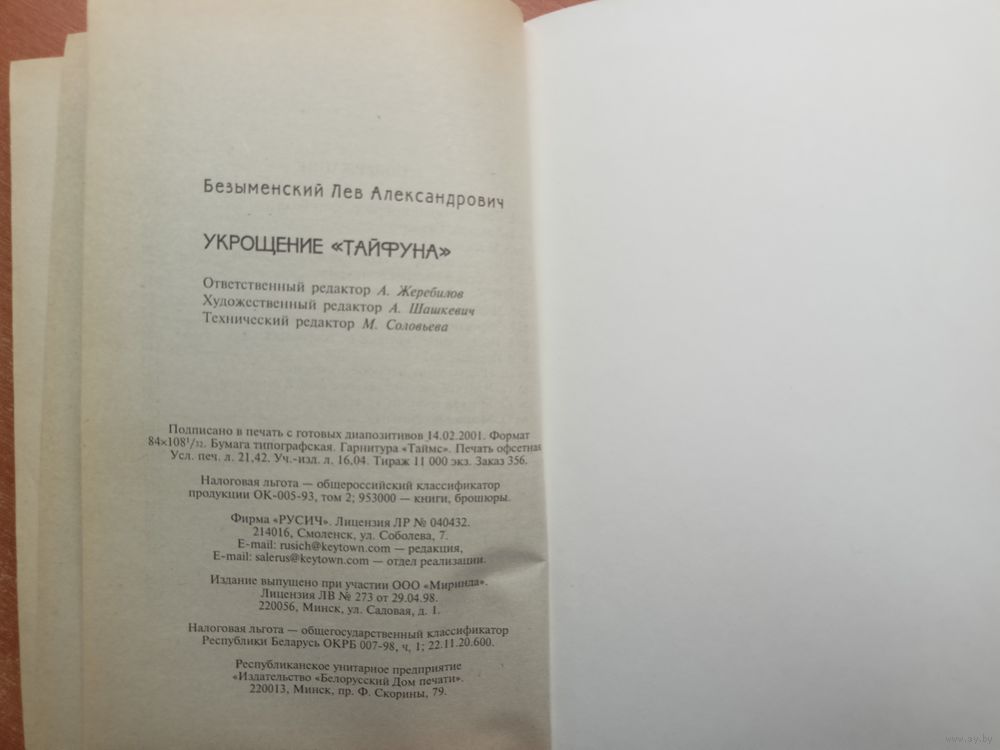 Безыменский Лев Александрович
УКРОЩЕНИЕ «ТАЙФУНА»
Ответственный редактор А. Жеребилов
Художественный редактор А. Шашкевич
Технический редактор М. Соловьева
Подписано в печать с готовых диапозитивов 14.02.2001. Формат
84×108¹/₃₂. Бумага типографская. Гарнитура «Таймс». Печать офсетная
Усл. печ. л. 21,42. Уч.-изд. л. 16,04. Тираж 11 000 экз. Заказ 356.
Налоговая льгота — общероссийский классификатор
продукции ОК-005-93, том 2; 953000 — книги, брошюры.
Фирма «РУСИЧ». Лицензия ЛР № 040432.
214016, Смоленск, ул. Соболева, 7.
E-mail: rusich@keytown.com — редакция,
E-mail: salerus@keytown.com — отдел реализации.
Издание выпущено при участии ООО «Миринда».
Лицензия ЛВ № 273 от 29.04.98.
220056, Минск, ул. Садовая, д. 1.
Налоговая льгота — общегосударственный классификатор
Республики Беларусь ОКРБ 007-98, ч, 1; 22.11.20.600.
Республиканское унитарное предприятие
«Издательство «Белорусский Дом печати».
220013, Минск, пр. Ф. Скорины, 79.
www.ay.by